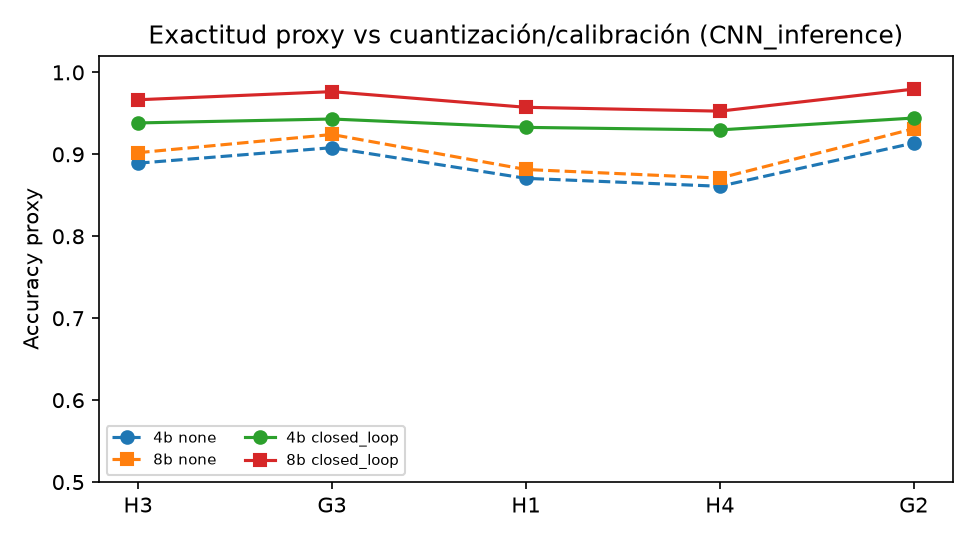 Exactitud proxy vs cuantización/calibración (CNN_inference)
Accuracy proxy
1.0
0.9
0.8
0.7
0.6
0.5
4b none
8b none
4b closed_loop
8b closed_loop
H3
G3
H1
H4
G2